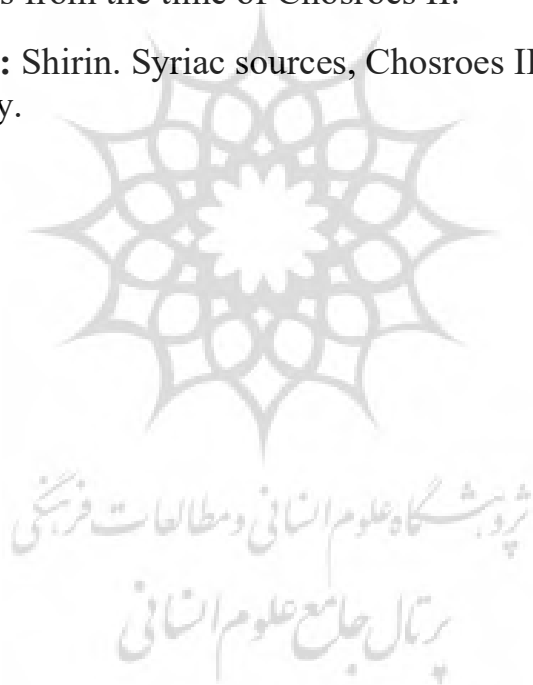 s from the time of Chosroes II.
: Shirin. Syriac sources, Chosroes II
y.
پژوهشگاه علوم انسانی و مطالعات فرهنگی
پرتال جامع علوم انسانی